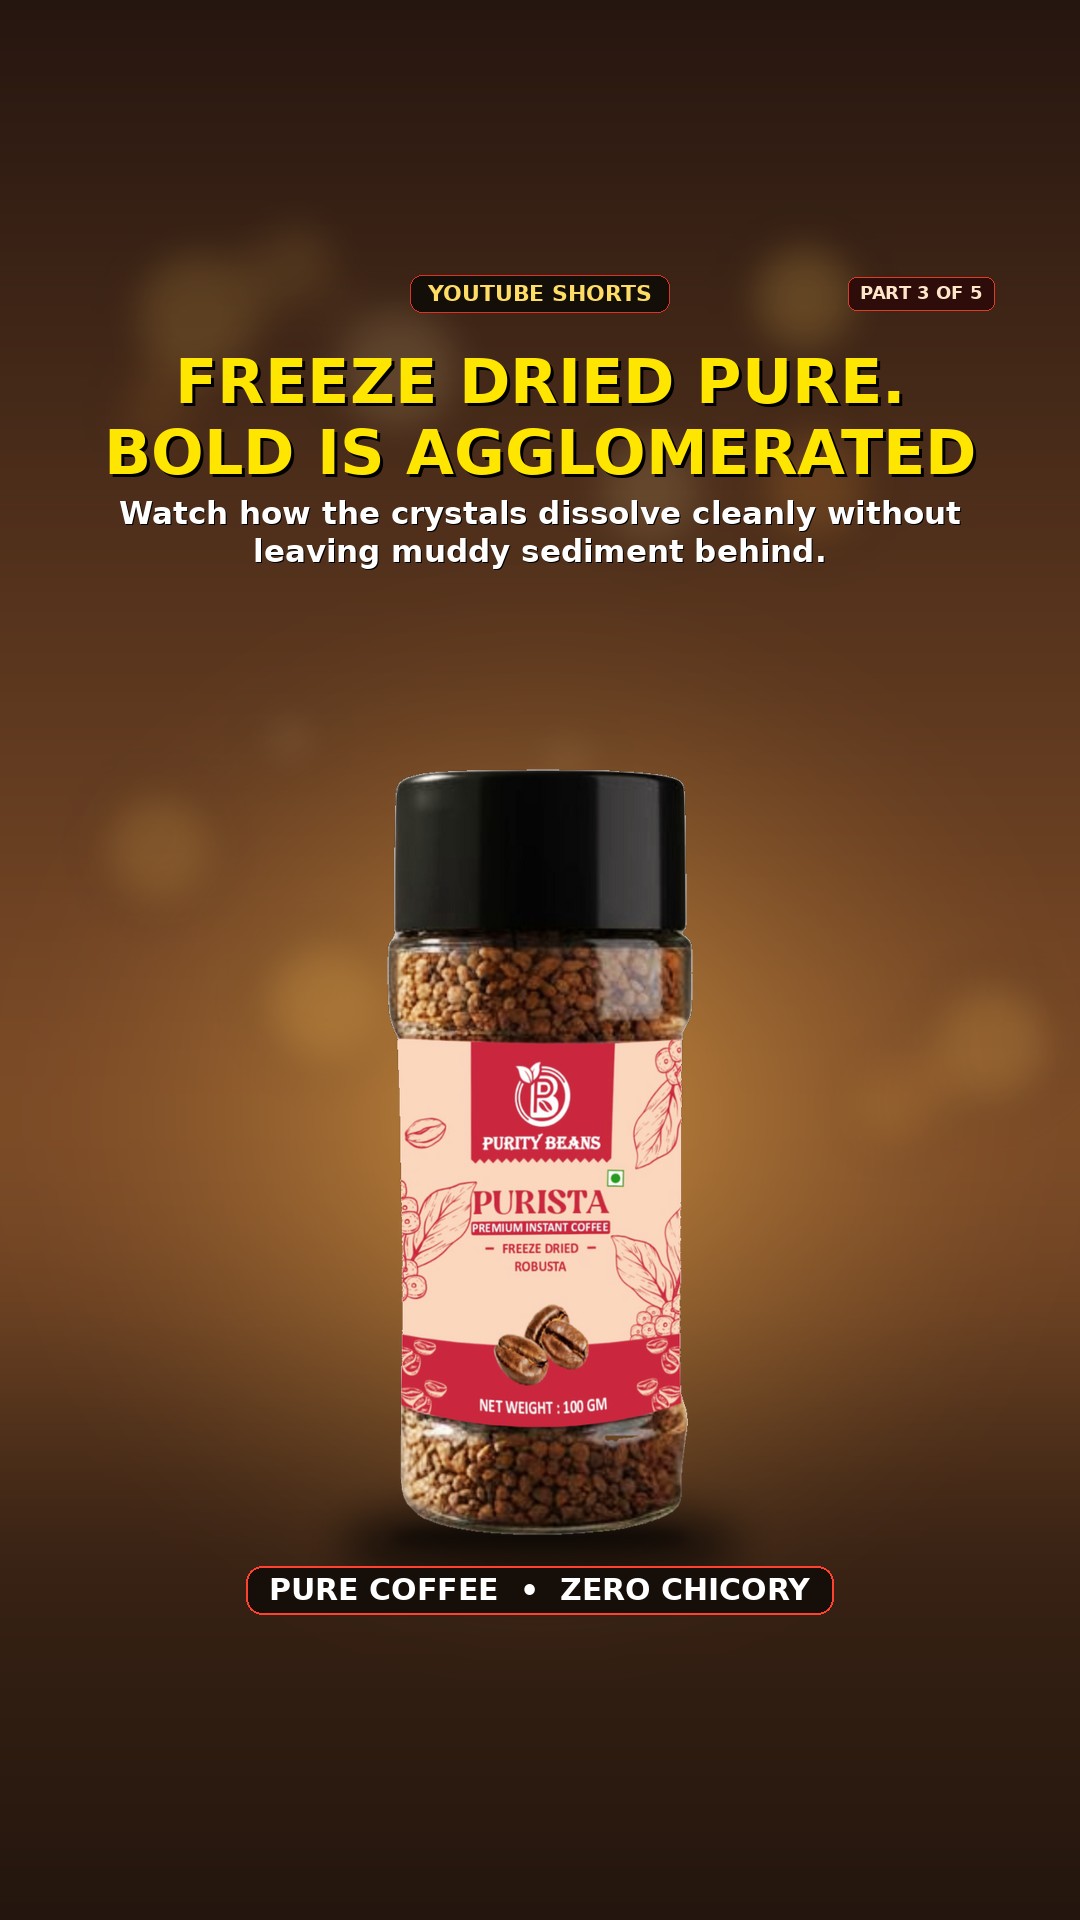 YOUTUBE SHORTS
PART 3 OF 5
FREEZE DRIED PURE.
BOLD IS AGGLOMERATED
Watch how the crystals dissolve cleanly without
leaving muddy sediment behind.
PURITY BEANS
PURISTA
PREMIUM INSTANT COFFEE
– FREEZE DRIED –
ROBUSTA
NET WEIGHT : 100 GM
PURE COFFEE • ZERO CHICORY